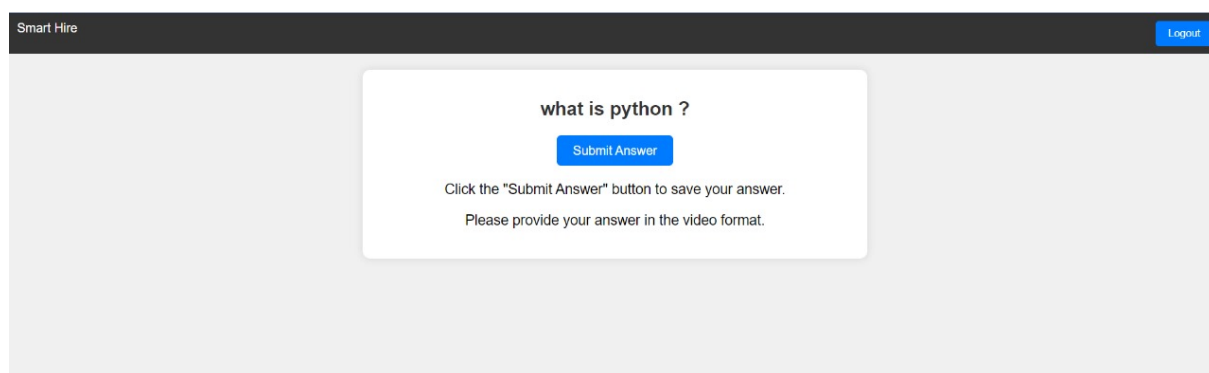 Smart Hire
Logout
what is python ?
Submit Answer
Click the "Submit Answer" button to save your answer.
Please provide your answer in the video format.